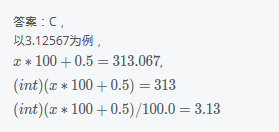 答案：C，
以3.12567为例，
x * 100 + 0.5 = 313.067,
(int)(x * 100 + 0.5) = 313
(int)(x * 100 + 0.5)/100.0 = 3.13